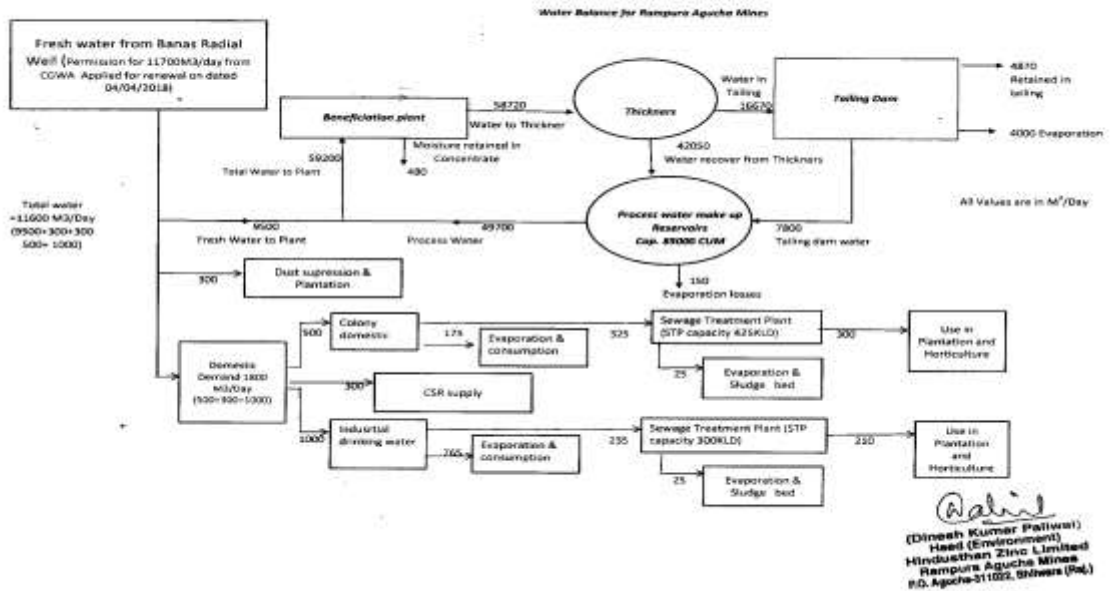 Water Balance for Rampura Agucha Mines
Fresh water from Banas Radial
Well (Permission for 11700M3/day from
CGWA Applied for renewal on dated
04/04/2018)
Beneficiation plant
58720
Water to Thickner
Thickners
Water in
Tailing
16670
Tailing Dam
4870
Retained in
tailing
4000 Evaporation
Moisture retained in
Concentrate
480
59200
Total Water to Plant
42050
Water recover from Thickners
All Values are in M³/Day
Total water
=11600 M3/Day
(9500+300+300
500+ 1000)
9500
Fresh Water to Plant
49700
Process Water
Process water make up
Reservoirs
Cap. 89000 CUM
7800
Tailing dam water
150
Evaporation losses
300
Dust supression &
Plantation
Domestic
Demand 1800
M3/Day
(500+300+1000)
500
Colony
domestic
175
Evaporation &
consumption
325
Sewage Treatment Plant
(STP capacity 425KLD)
300
Use in
Plantation and
Horticulture
25
Evaporation &
Sludge bed
300
CSR supply
1000
Indusrtial
drinking water
765
Evaporation &
consumption
235
Sewage Treatment Plant (STP
capacity 300KLD)
210
Use in
Plantation
and
Horticulture
25
Evaporation &
Sludge bed
(Dinesh Kumar Paliwal)
Head (Environment)
Hindusthan Zinc Limited
Rampura Agucha Mines
P.O. Agucha-311022, Bhilwara (Raj.)